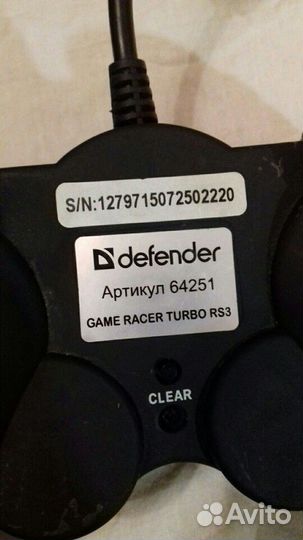 S/N:1279715072502220
defender
Артикул 64251
GAME RACER TURBO RS3
CLEAR
Avito